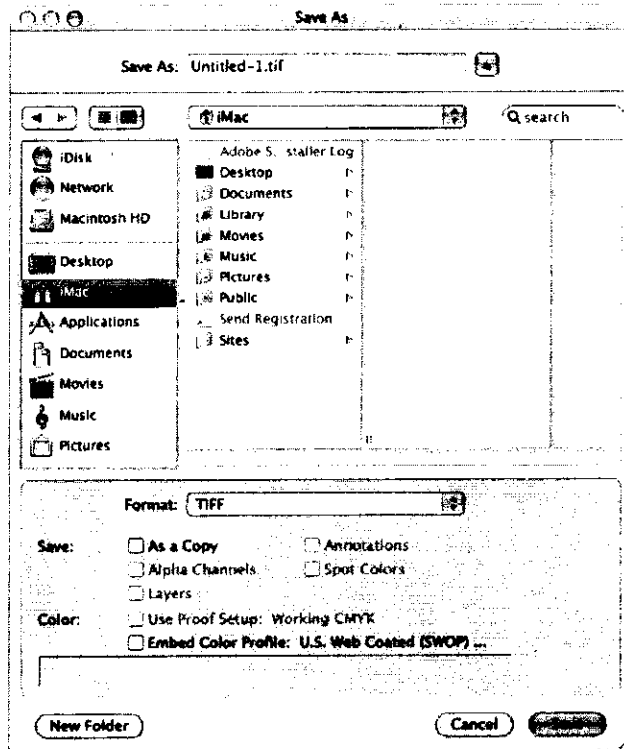 Save As
Save As: Untitled-1.tif
iMac
search
iDisk
Network
Macintosh HD
Desktop
iMac
Applications
Documents
Movies
Music
Pictures
Adobe S...staller Log
Desktop
Documents
Library
Movies
Music
Pictures
Public
Send Registration
Sites
Format: TIFF
Save: As a Copy Annotations
Alpha Channels Spot Colors
Layers
Color: Use Proof Setup: Working CMYK
Embed Color Profile: U.S. Web Coated (SWOP) ...
New Folder Cancel